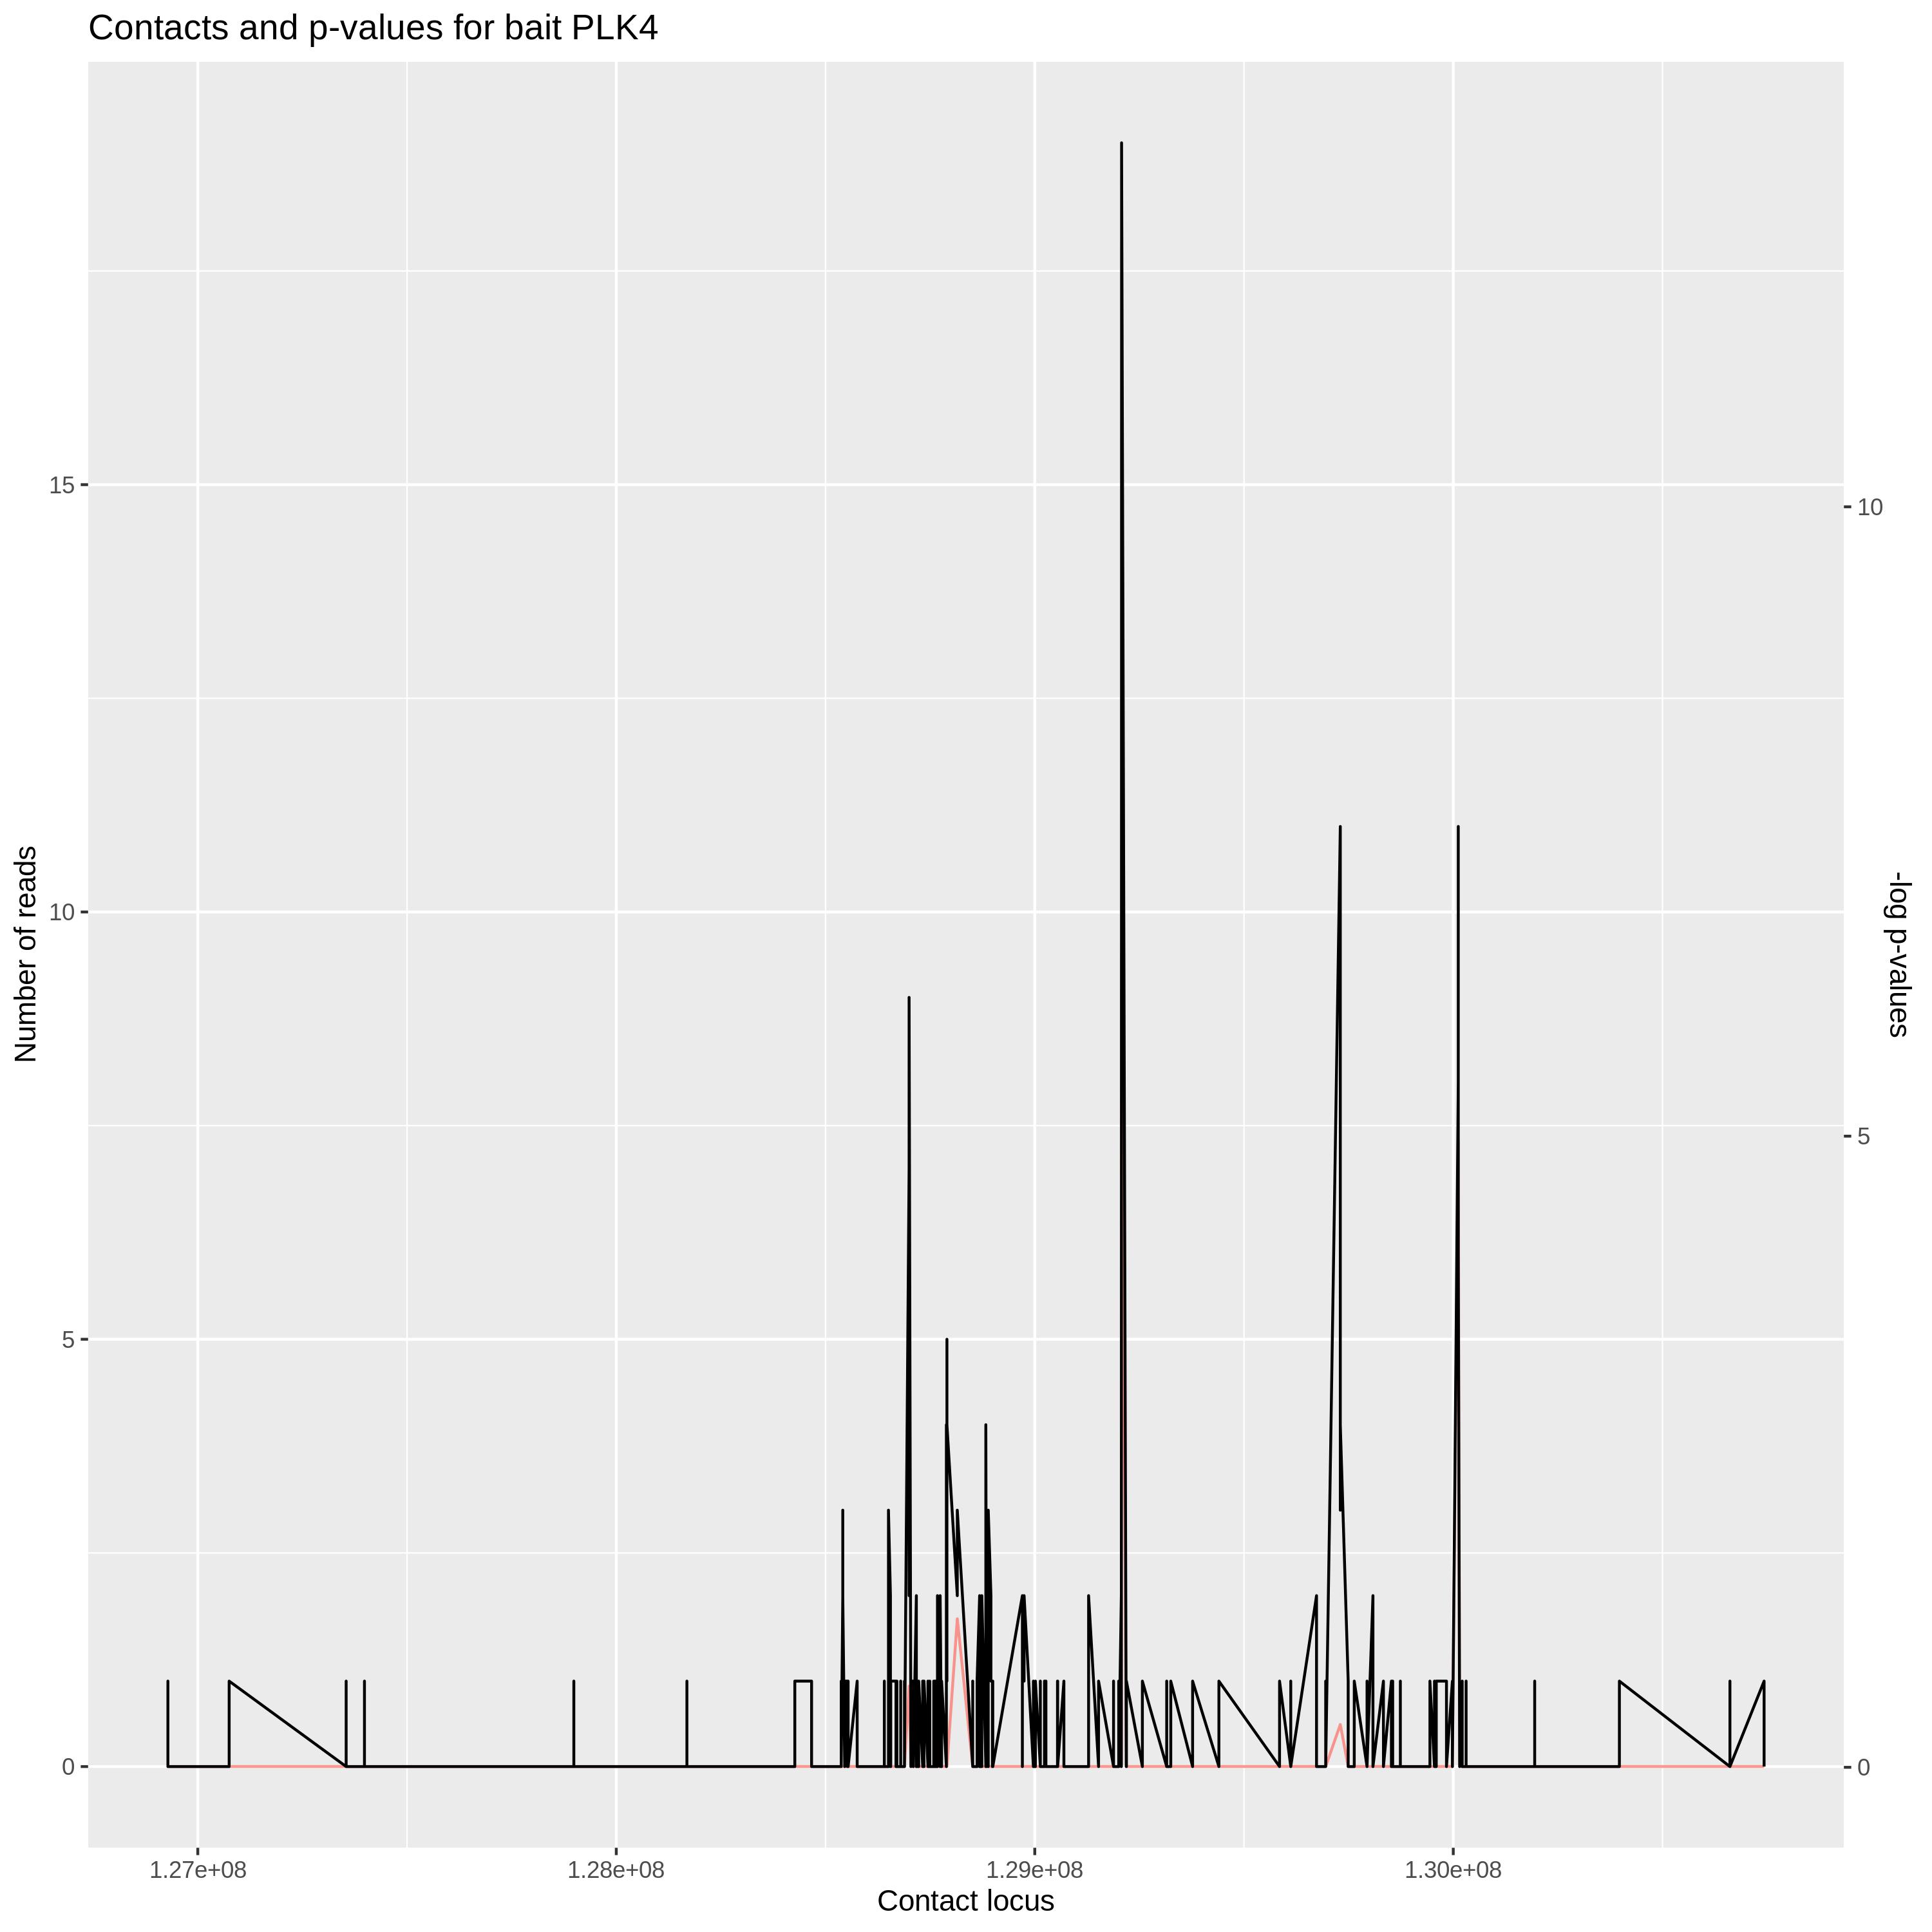 Contacts and p-values for bait PLK4
15
10
5
0
Number of reads
10
5
0
-log p-values
1.27e+08
1.28e+08
1.29e+08
1.30e+08
Contact locus